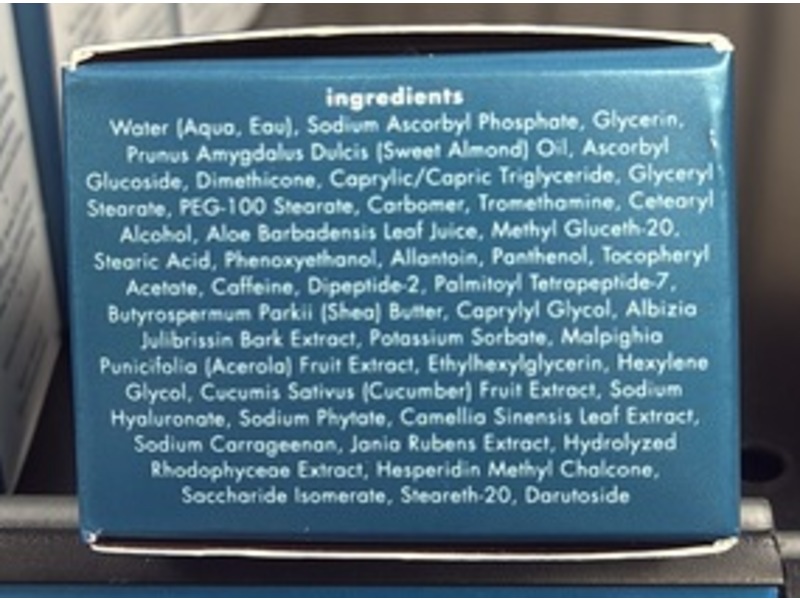 ingredients
Water (Aqua, Eau), Sodium Ascorbyl Phosphate, Glycerin,
Prunus Amygdalus Dulcis (Sweet Almond) Oil, Ascorbyl
Glucoside, Dimethicone, Caprylic/Capric Triglyceride, Glyceryl
Stearate, PEG-100 Stearate, Carbomer, Tromethamine, Cetearyl
Alcohol, Aloe Barbadensis Leaf Juice, Methyl Gluceth-20,
Stearic Acid, Phenoxyethanol, Allantoin, Panthenol, Tocopheryl
Acetate, Caffeine, Dipeptide-2, Palmitoyl Tetrapeptide-7,
Butyrospermum Parkii (Shea) Butter, Caprylyl Glycol, Albizia
Julibrissin Bark Extract, Potassium Sorbate, Malpighia
Punicifolia (Acerola) Fruit Extract, Ethylhexylglycerin, Hexylene
Glycol, Cucumis Sativus (Cucumber) Fruit Extract, Sodium
Hyaluronate, Sodium Phytate, Camellia Sinensis Leaf Extract,
Sodium Carrageenan, Jania Rubens Extract, Hydrolyzed
Rhodophyceae Extract, Hesperidin Methyl Chalcone,
Saccharide Isomerate, Steareth-20, Darutoside